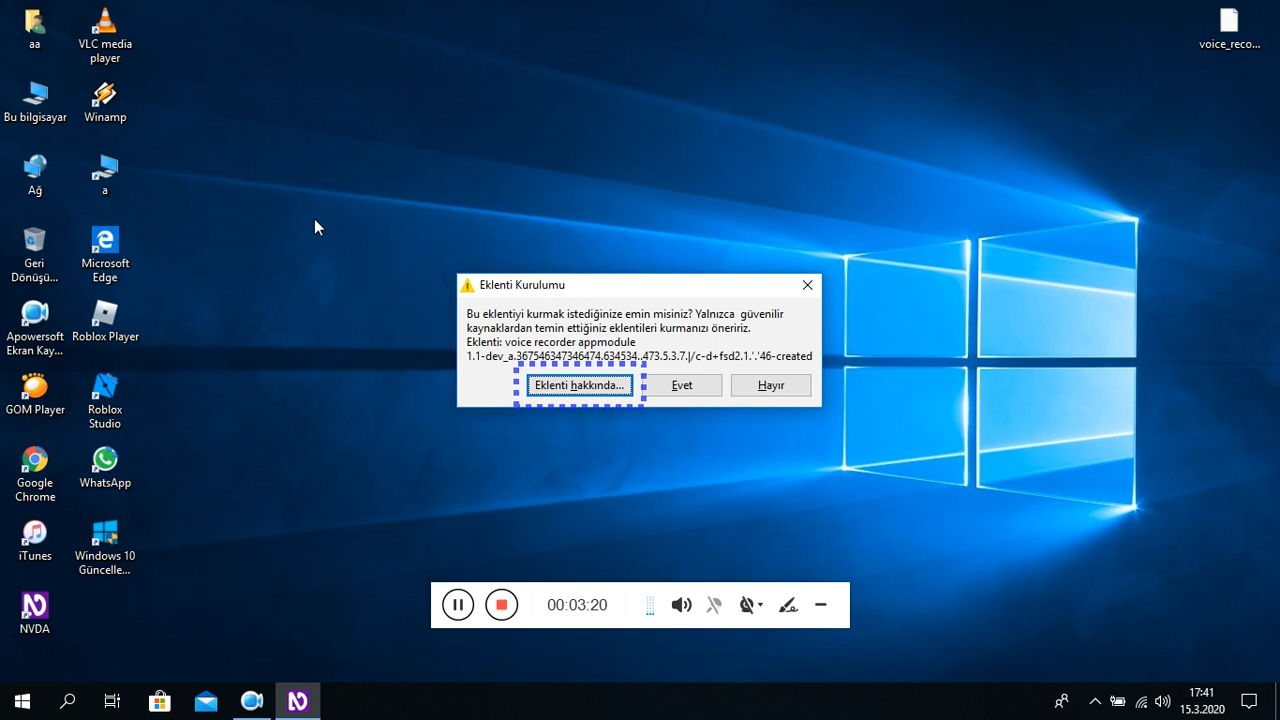 aa
VLC media
player
voice_reco...
Bu bilgisayar
Winamp
Ağ
a
Geri
Dönüşü...
Microsoft
Edge
Apowersoft
Ekran Kay...
Roblox Player
GOM Player
Roblox
Studio
Google
Chrome
WhatsApp
iTunes
Windows 10
Güncelle...
NVDA
Eklenti Kurulumu
Bu eklentiyi kurmak istediğinize emin misiniz? Yalnızca güvenilir
kaynaklardan temin ettiğiniz eklentileri kurmanızı öneririz.
Eklenti: voice recorder appmodule
1.1-dev_a.367546347346474.634534..473.5.3.7.|/c-d+fsd2.1.'.'46-created
Eklenti hakkında...
Evet
Hayır
00:03:20
17:41
15.3.2020